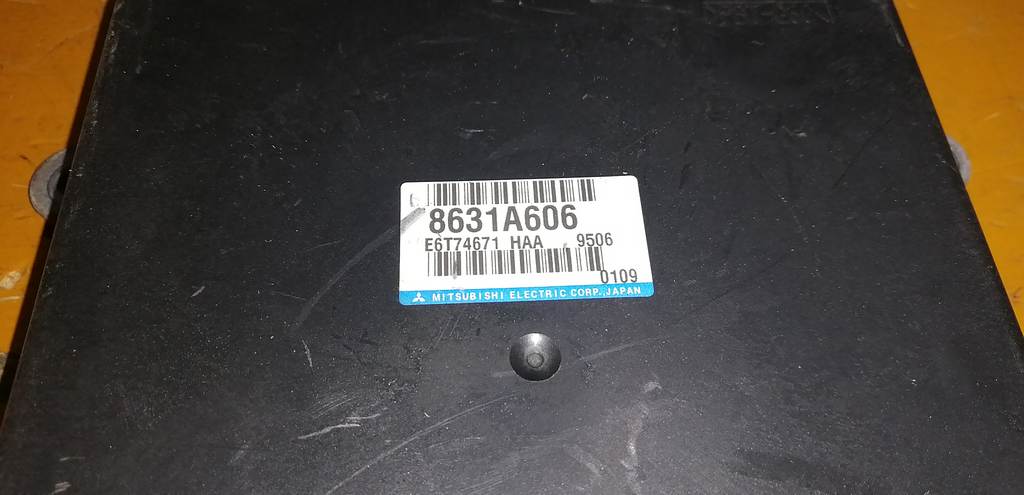 8631A606
E6T74671 HAA 9506
0109
MITSUBISHI ELECTRIC CORP., JAPAN